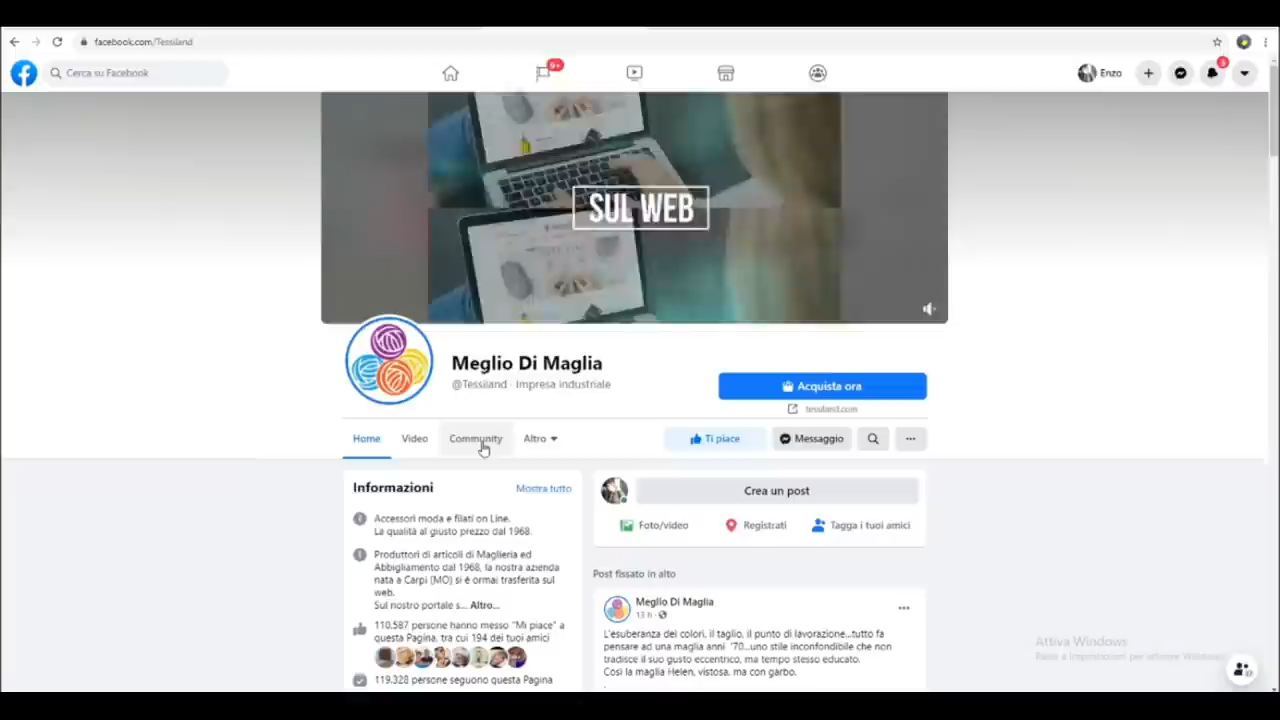 facebook.com/Tessiland
Cerca su Facebook
9+
Enzo
3
SUL WEB
Meglio Di Maglia
@Tessiland · Impresa industriale
Acquista ora
tessiland.com
Home Video Community Altro
Ti piace Messaggio ...
Informazioni
Mostra tutto
Accessori moda e filati on Line.
La qualità al giusto prezzo dal 1968.
Produttori di articoli di Maglieria ed
Abbigliamento dal 1968, la nostra azienda
nata a Carpi (MO) si è ormai trasferita sul
web.
Sul nostro portale s... Altro...
110.587 persone hanno messo "Mi piace" a
questa Pagina, tra cui 194 dei tuoi amici
119.328 persone seguono questa Pagina
Crea un post
Foto/video Registrati Tagga i tuoi amici
Post fissato in alto
Meglio Di Maglia
13 h ·
L'esuberanza dei colori, il taglio, il punto di lavorazione...tutto fa
pensare ad una maglia anni '70...uno stile inconfondibile che non
tradisce il suo gusto eccentrico, ma tempo stesso educato.
Così la maglia Helen, vistosa, ma con garbo.
.
Attiva Windows
Passa a Impostazioni per attivare Windows.